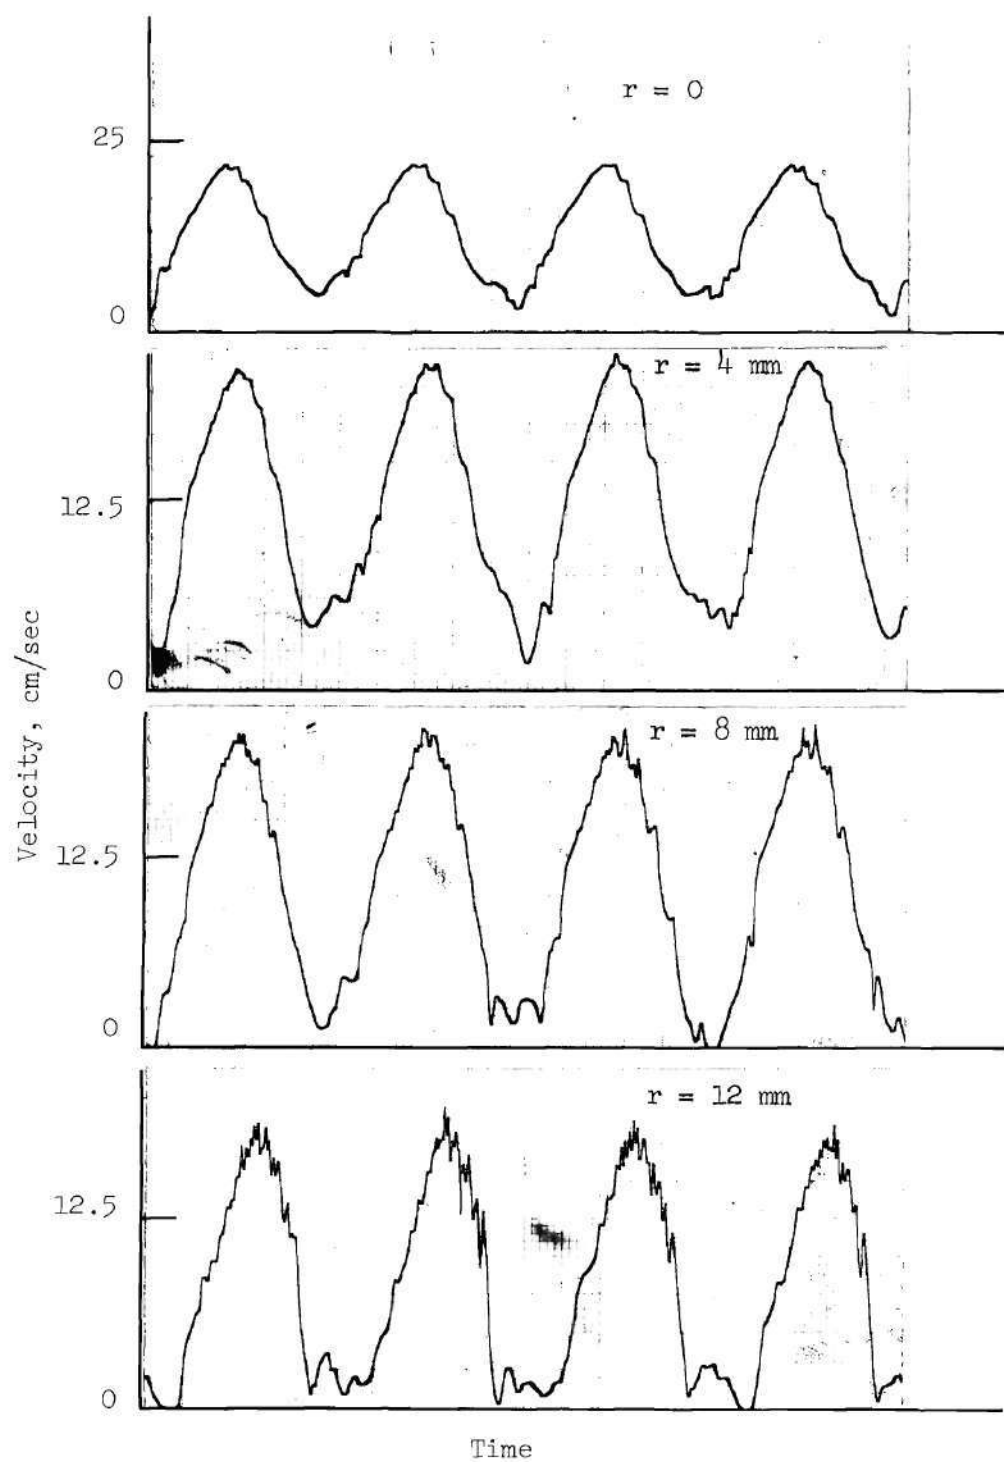 r = 0
25
0
r = 4 mm
12.5
0
Velocity, cm/sec
r = 8 mm
12.5
0
r = 12 mm
12.5
0
Time